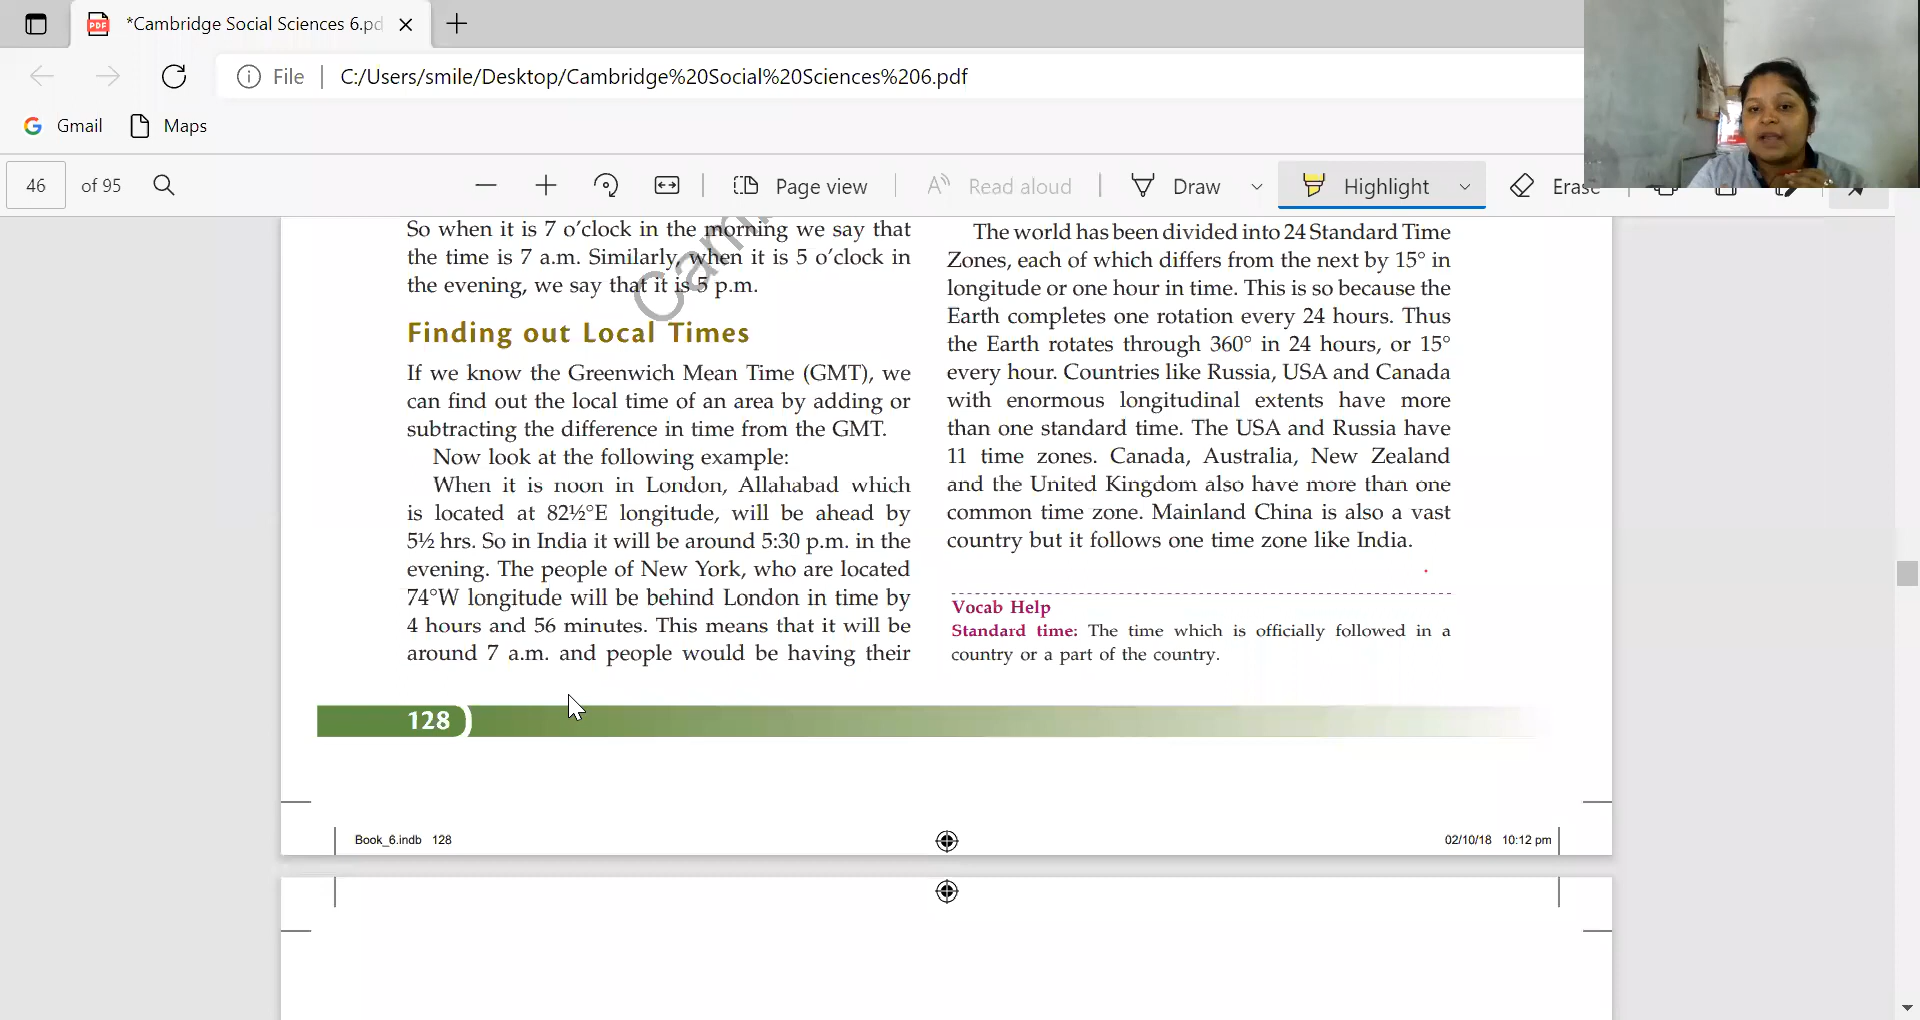 *Cambridge Social Sciences 6.pd
File
C:/Users/smile/Desktop/Cambridge%20Social%20Sciences%206.pdf
Gmail
Maps
46
of 95
Page view
Read aloud
Draw
Highlight
Erase
So when it is 7 o’clock in the morning we say that
the time is 7 a.m. Similarly, when it is 5 o’clock in
the evening, we say that it is 5 p.m.
Finding out Local Times
If we know the Greenwich Mean Time (GMT), we
can find out the local time of an area by adding or
subtracting the difference in time from the GMT.
Now look at the following example:
When it is noon in London, Allahabad which
is located at 82½°E longitude, will be ahead by
5½ hrs. So in India it will be around 5:30 p.m. in the
evening. The people of New York, who are located
74°W longitude will be behind London in time by
4 hours and 56 minutes. This means that it will be
around 7 a.m. and people would be having their
The world has been divided into 24 Standard Time
Zones, each of which differs from the next by 15° in
longitude or one hour in time. This is so because the
Earth completes one rotation every 24 hours. Thus
the Earth rotates through 360° in 24 hours, or 15°
every hour. Countries like Russia, USA and Canada
with enormous longitudinal extents have more
than one standard time. The USA and Russia have
11 time zones. Canada, Australia, New Zealand
and the United Kingdom also have more than one
common time zone. Mainland China is also a vast
country but it follows one time zone like India.
Vocab Help
Standard time: The time which is officially followed in a
country or a part of the country.
128
Book_6.indb 128
02/10/18 10:12 pm